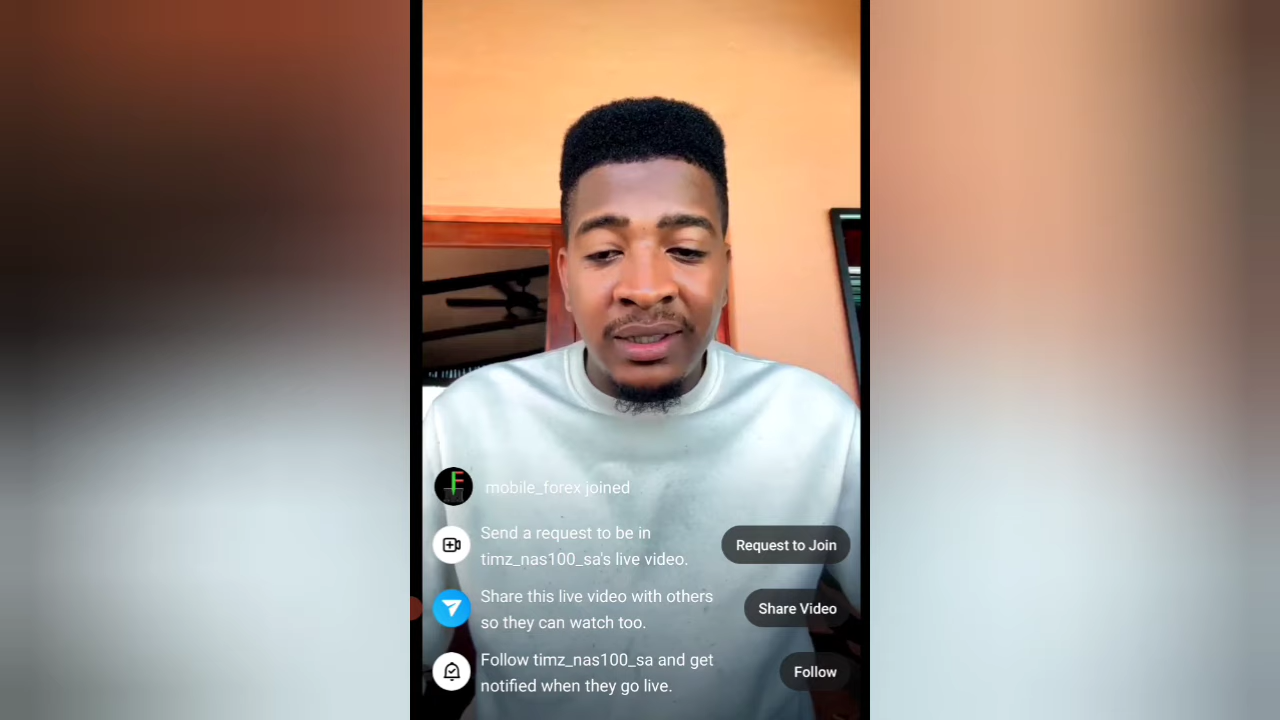 mobile_forex joined
Send a request to be in
timz_nas100_sa's live video.
Request to Join
Share this live video with others
so they can watch too.
Share Video
Follow timz_nas100_sa and get
notified when they go live.
Follow